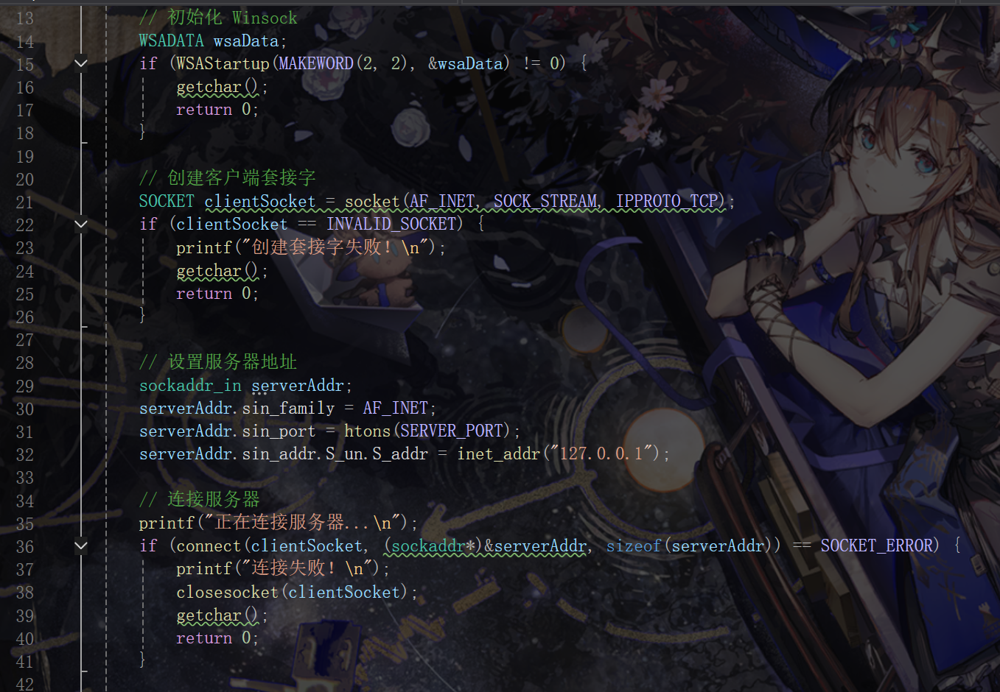 13 // 初始化 Winsock
14 WSADATA wsaData;
15 if (WSAStartup(MAKEWORD(2, 2), &wsaData) != 0) {
16 getchar();
17 return 0;
18 }
19
20 // 创建客户端套接字
21 SOCKET clientSocket = socket(AF_INET, SOCK_STREAM, IPPROTO_TCP);
22 if (clientSocket == INVALID_SOCKET) {
23 printf("创建套接字失败！\n");
24 getchar();
25 return 0;
26 }
27
28 // 设置服务器地址
29 sockaddr_in serverAddr;
30 serverAddr.sin_family = AF_INET;
31 serverAddr.sin_port = htons(SERVER_PORT);
32 serverAddr.sin_addr.S_un.S_addr = inet_addr("127.0.0.1");
33
34 // 连接服务器
35 printf("正在连接服务器...\n");
36 if (connect(clientSocket, (sockaddr*)&serverAddr, sizeof(serverAddr)) == SOCKET_ERROR) {
37 printf("连接失败！\n");
38 closesocket(clientSocket);
39 getchar();
40 return 0;
41 }
42